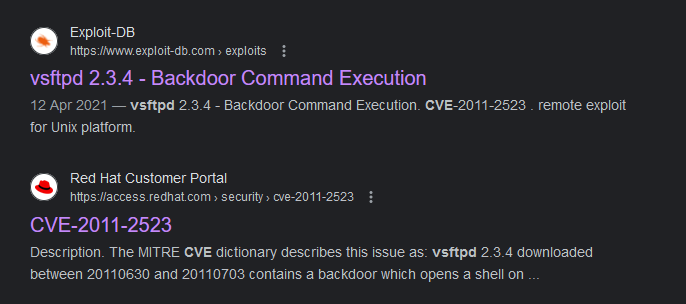 Exploit-DB
https://www.exploit-db.com › exploits
vsftpd 2.3.4 - Backdoor Command Execution
12 Apr 2021 — vsftpd 2.3.4 - Backdoor Command Execution. CVE-2011-2523 . remote exploit
for Unix platform.
Red Hat Customer Portal
https://access.redhat.com › security › cve-2011-2523
CVE-2011-2523
Description. The MITRE CVE dictionary describes this issue as: vsftpd 2.3.4 downloaded
between 20110630 and 20110703 contains a backdoor which opens a shell on ...